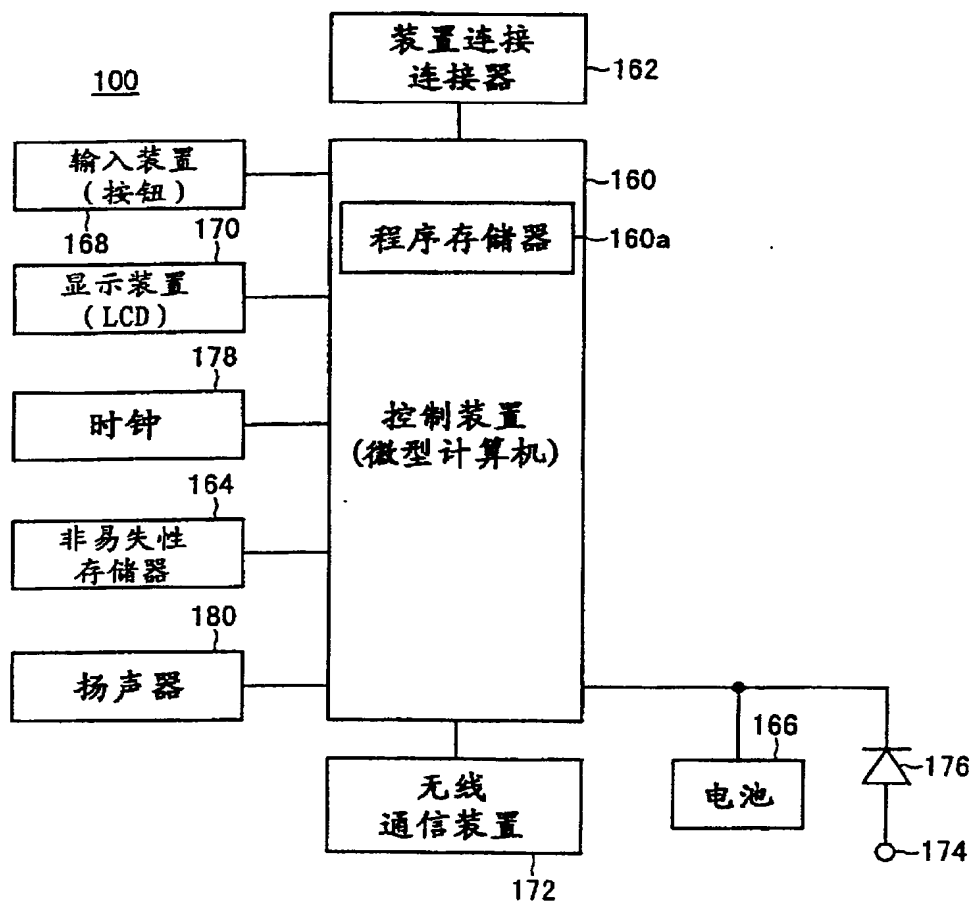 装置连接
连接器
162
100
输入装置
(按钮)
168
160
程序存储器
160a
170
显示装置
(LCD)
178
时钟
控制装置
(微型计算机)
164
非易失性
存储器
180
扬声器
166
电池
176
174
无线
通信装置
172